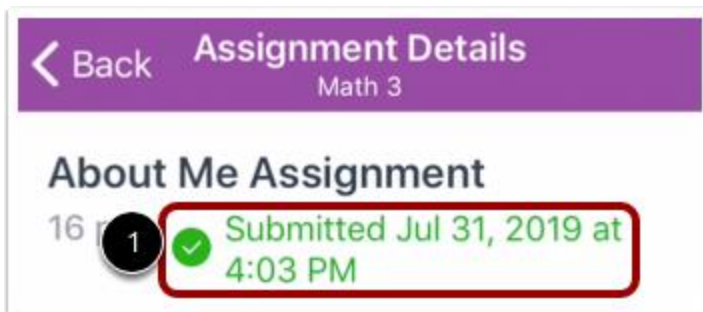 Back
Assignment Details
Math 3
About Me Assignment
16
1
Submitted Jul 31, 2019 at
4:03 PM